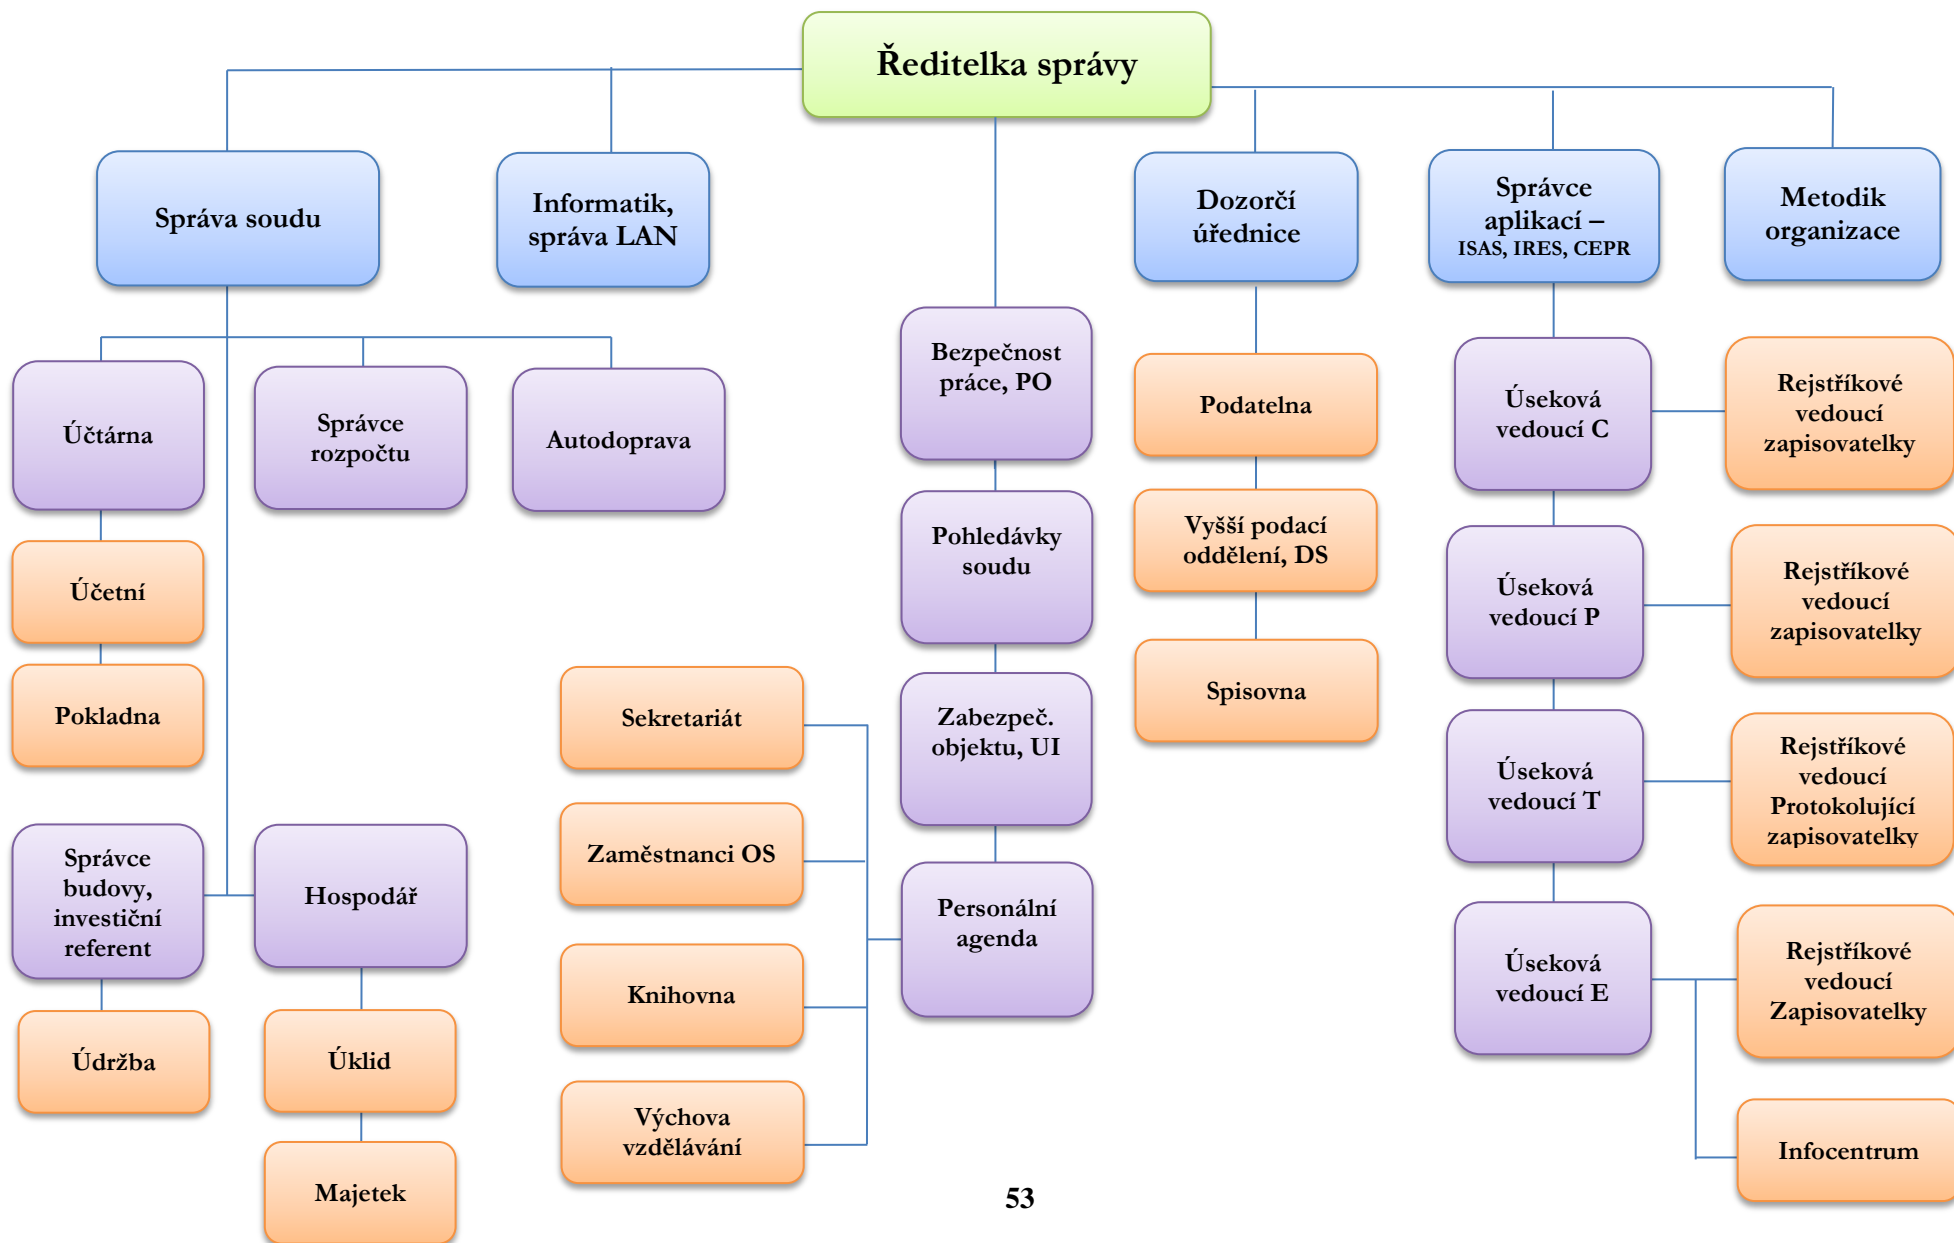 Ředitelka správy
Správa soudu
Informatik,
správa LAN
Dozorčí
úřednice
Správce
aplikací –
ISAS, IRES, CEPR
Metodik
organizace
Účtárna
Správce
rozpočtu
Autodoprava
Účetní
Pokladna
Správce
budovy,
investiční
referent
Hospodář
Údržba
Úklid
Majetek
Bezpečnost
práce, PO
Pohledávky
soudu
Zabezpeč.
objektu, UI
Personální
agenda
Sekretariát
Zaměstnanci OS
Knihovna
Výchova
vzdělávání
Podatelna
Vyšší podací
oddělení, DS
Spisovna
Úseková
vedoucí C
Rejstříkové
vedoucí
zapisovatelky
Úseková
vedoucí P
Rejstříkové
vedoucí
zapisovatelky
Úseková
vedoucí T
Rejstříkové
vedoucí
Protokolující
zapisovatelky
Úseková
vedoucí E
Rejstříkové
vedoucí
Zapisovatelky
Infocentrum
53